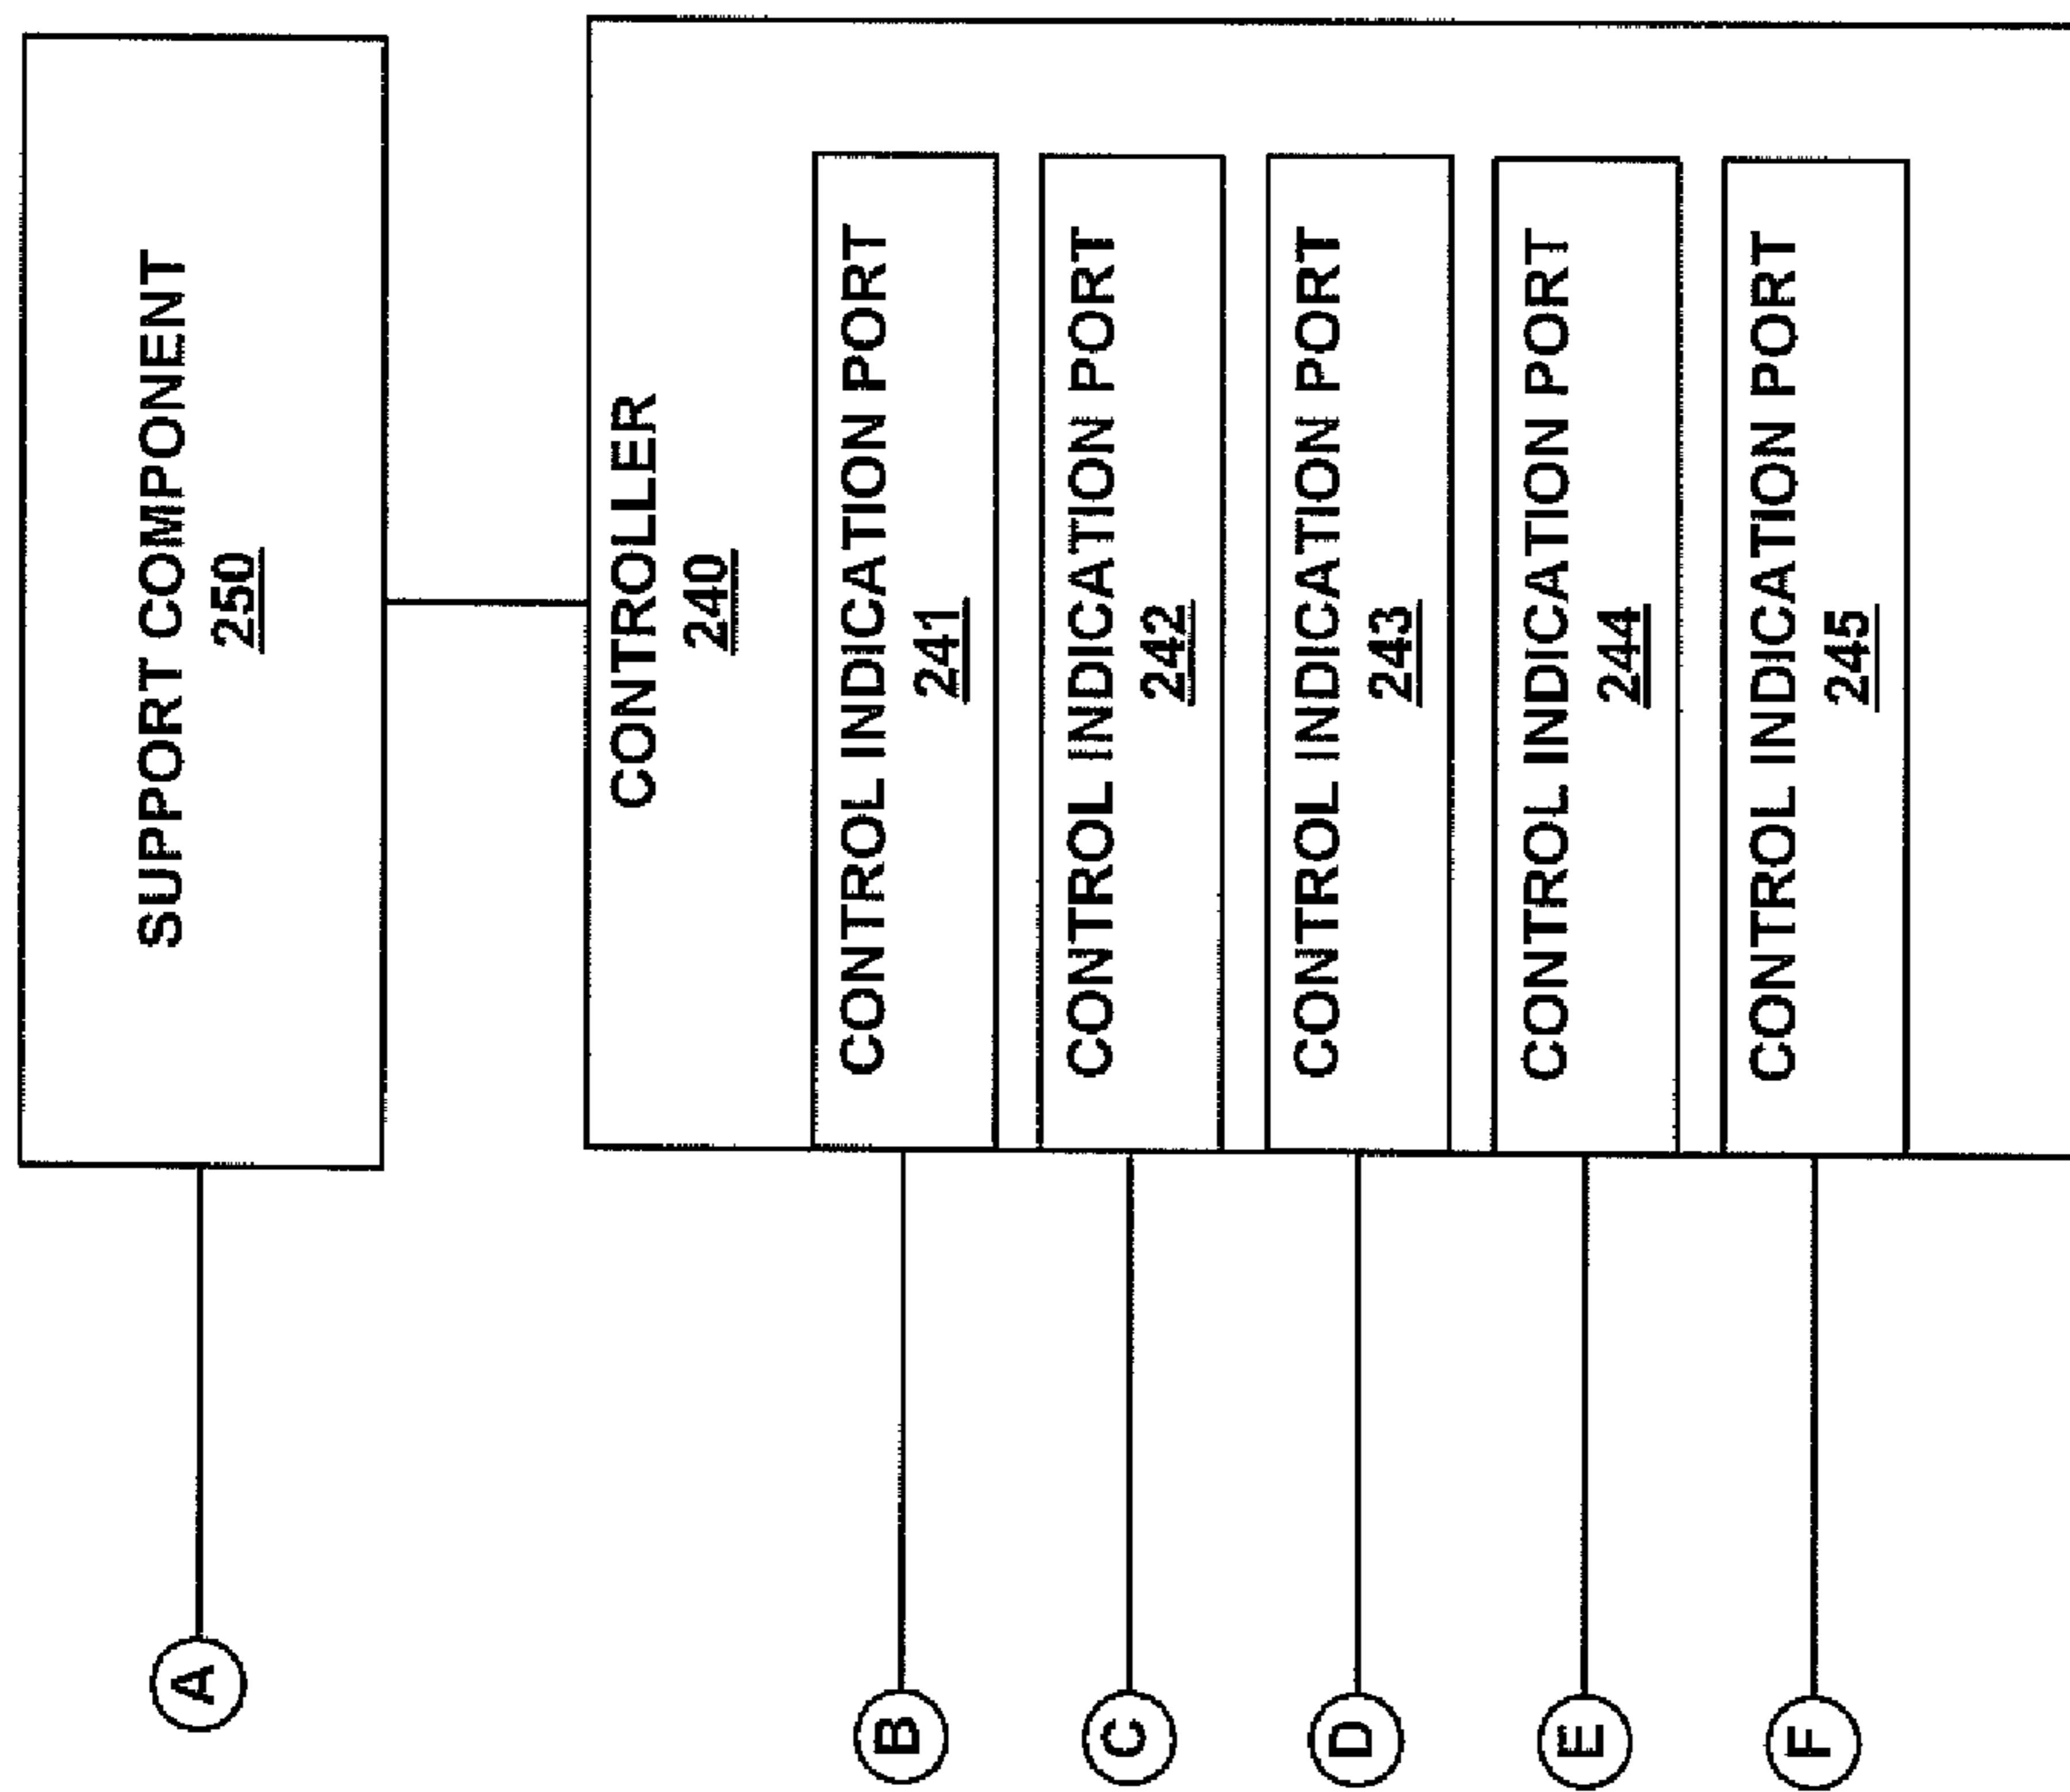 A
SUPPORT COMPONENT
250
CONTROLLER
240
B
CONTROL INDICATION PORT
241
C
CONTROL INDICATION PORT
242
D
CONTROL INDICATION PORT
243
E
CONTROL INDICATION PORT
244
F
CONTROL INDICATION PORT
245